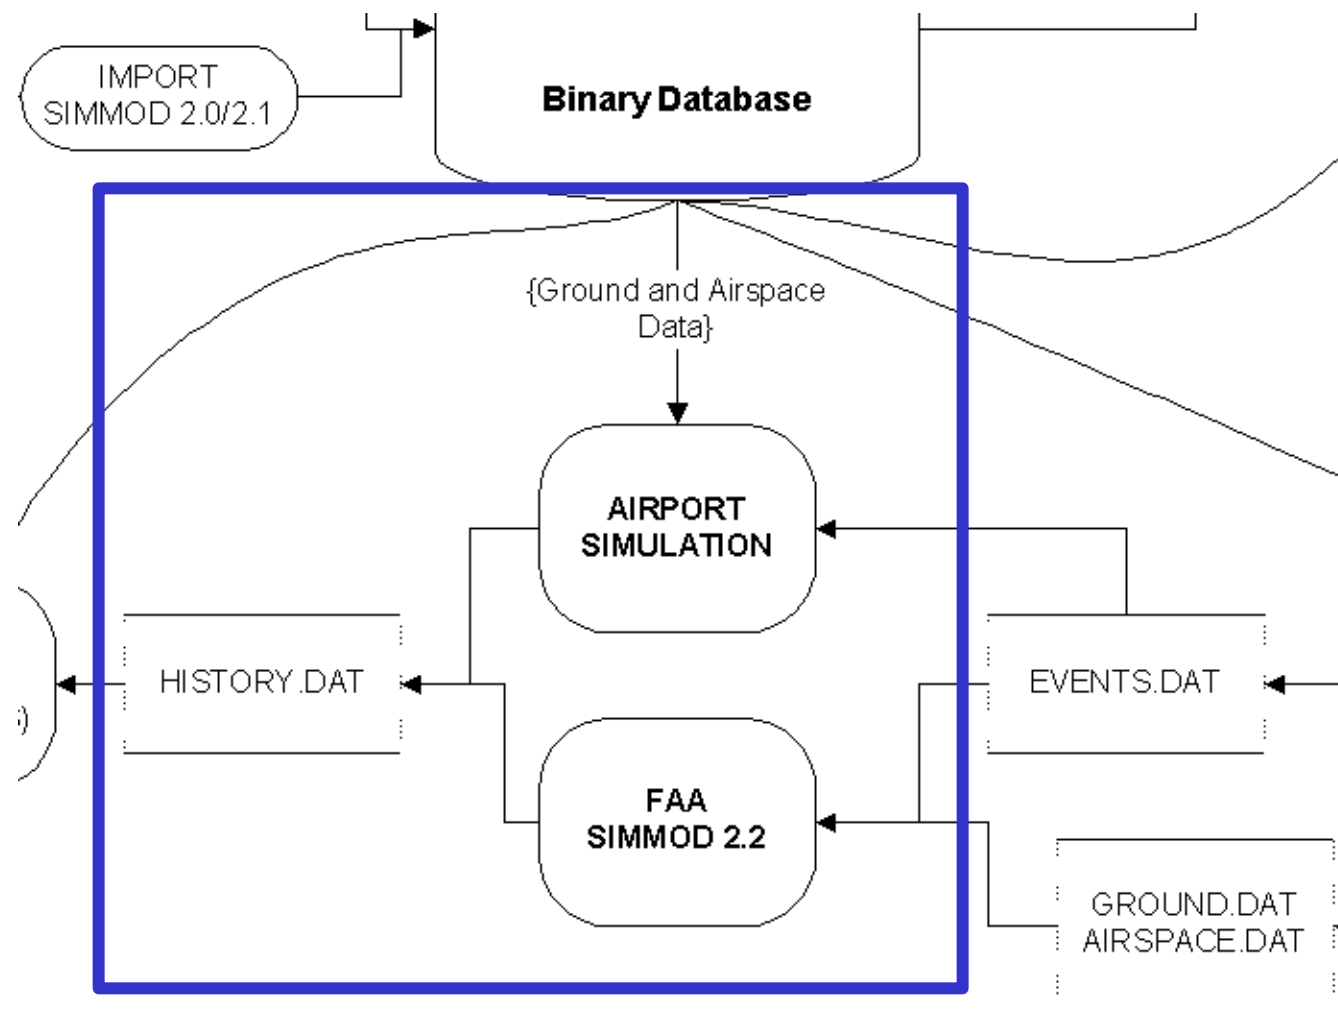 IMPORT
SIMMOD 2.0/2.1
Binary Database
{Ground and Airspace
Data}
AIRPORT
SIMULATION
HISTORY.DAT
EVENTS.DAT
)
FAA
SIMMOD 2.2
GROUND.DAT
AIRSPACE.DAT